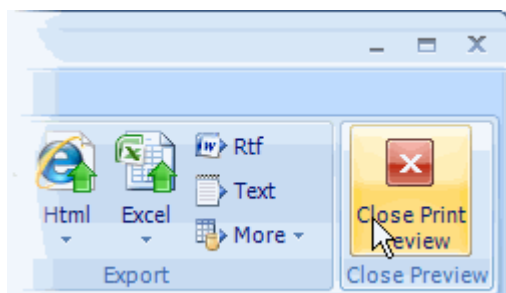 Rtf
Text
Html Excel More
Close Print
Preview
Export
Close Preview